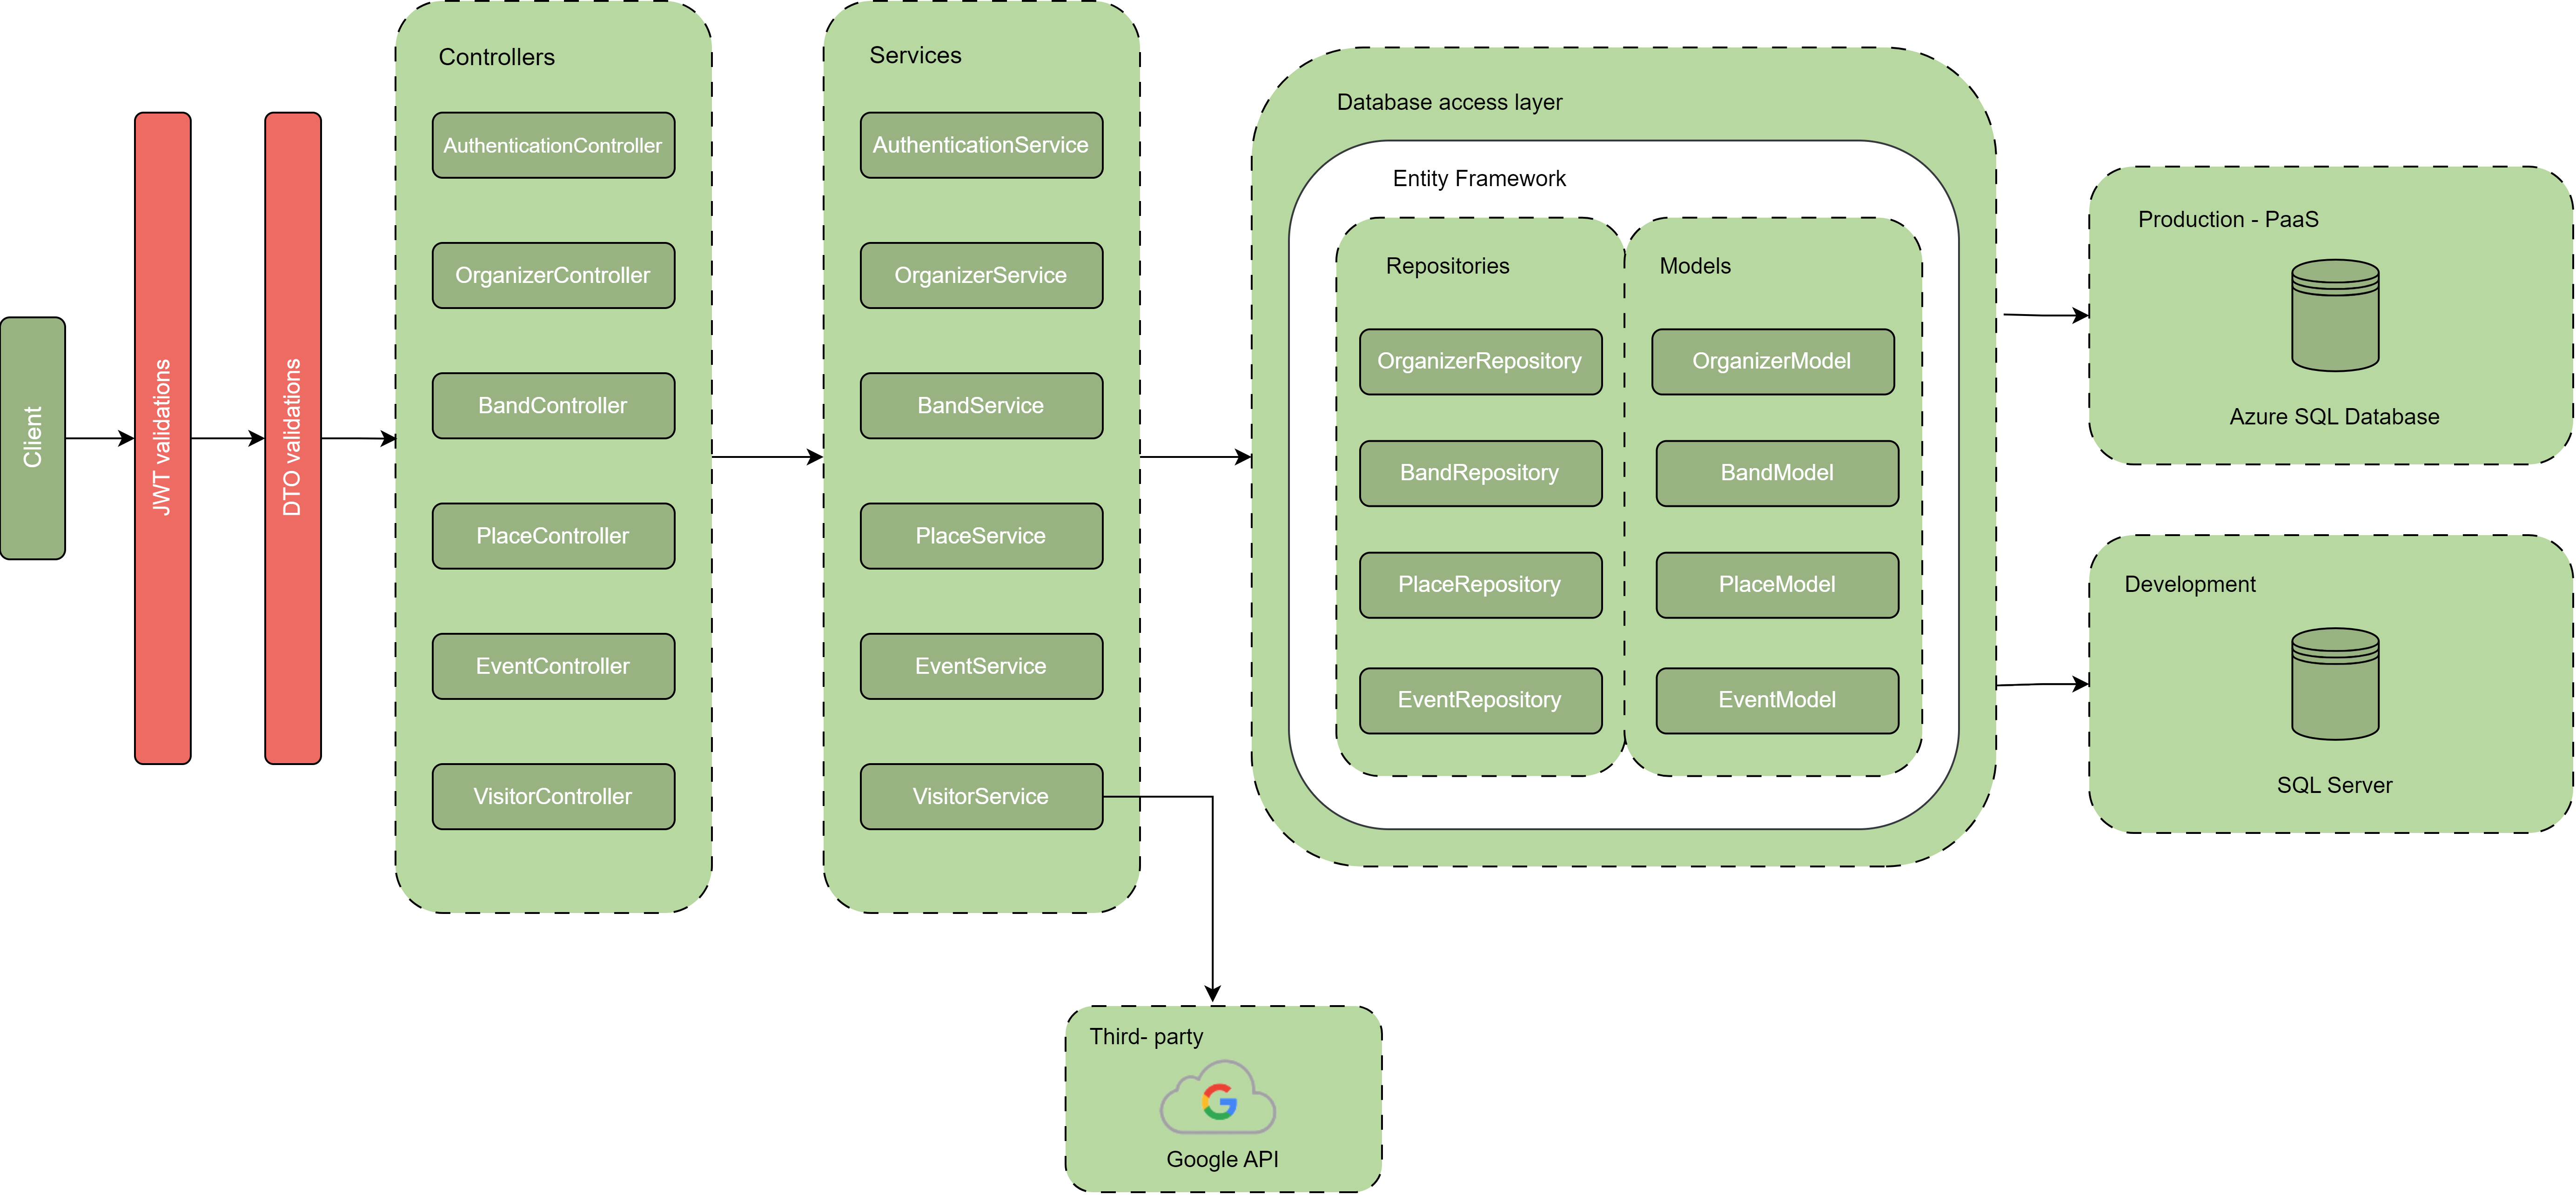 Client
JWT validations
DTO validations
Controllers
AuthenticationController
OrganizerController
BandController
PlaceController
EventController
VisitorController
Services
AuthenticationService
OrganizerService
BandService
PlaceService
EventService
VisitorService
Database access layer
Entity Framework
Repositories
OrganizerRepository
BandRepository
PlaceRepository
EventRepository
Models
OrganizerModel
BandModel
PlaceModel
EventModel
Production - PaaS
Azure SQL Database
Development
SQL Server
Third- party
G
Google API